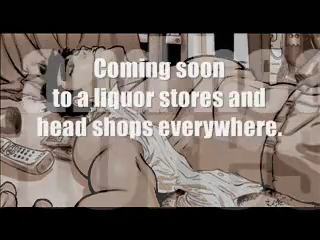 Coming soon
to a liquor stores and
head shops everywhere.